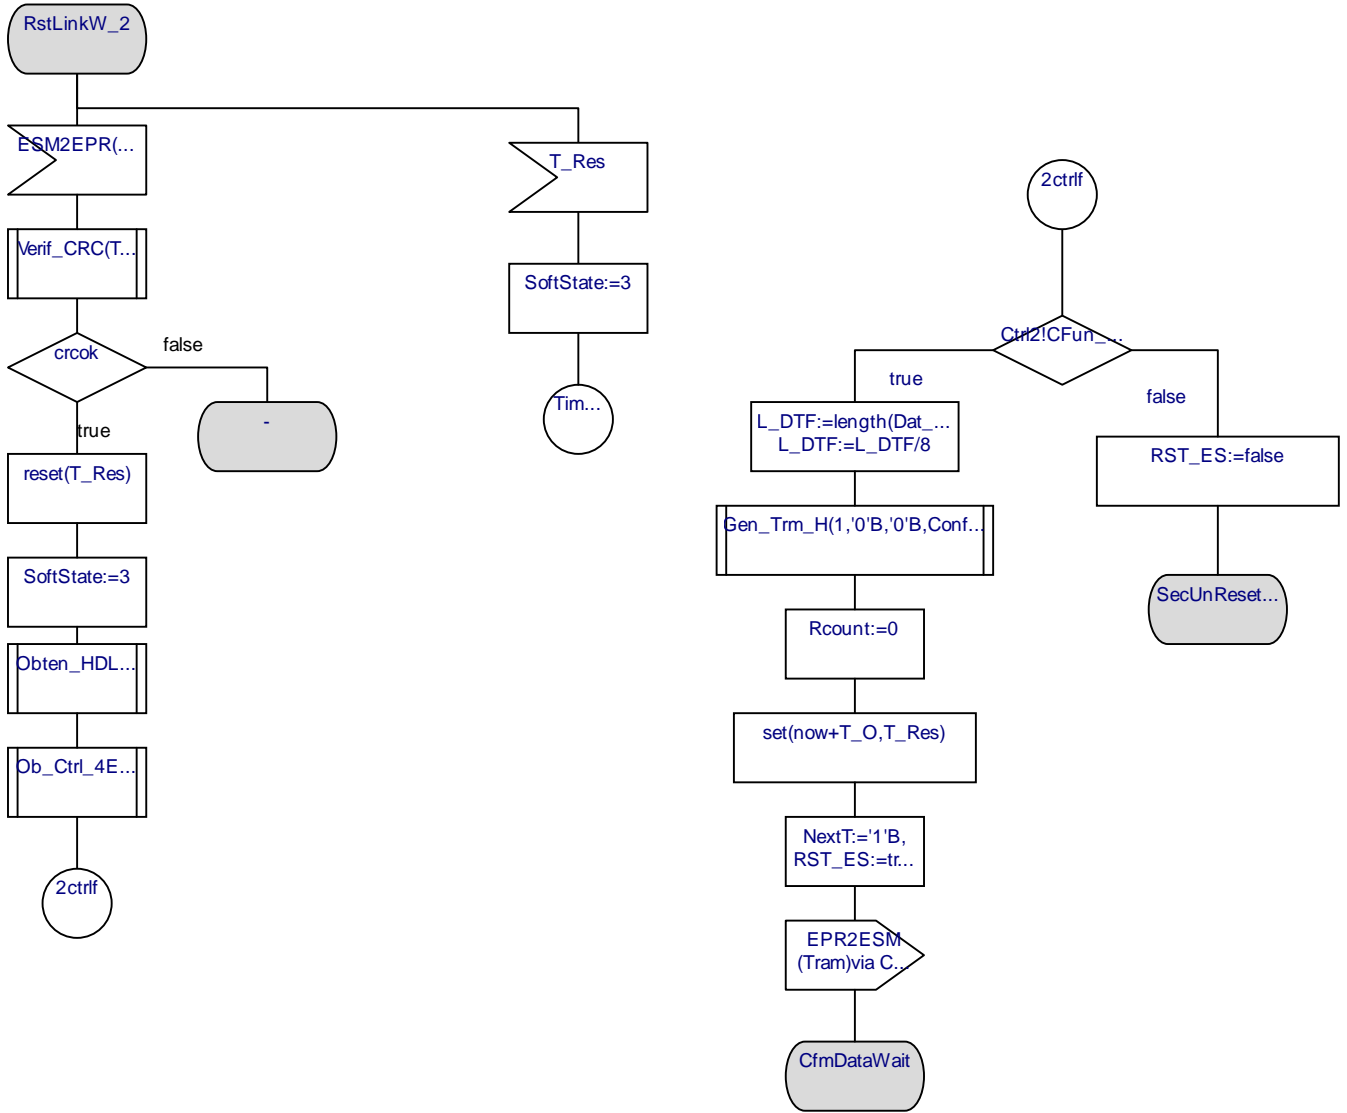 RstLinkW_2
ESM2EPR(...
Verif_CRC(T...
crcok
false
-
true
reset(T_Res)
SoftState:=3
Obten_HDL...
Ob_Ctrl_4E...
2ctrlf
T_Res
SoftState:=3
Tim...
2ctrlf
Ctrl2!CFun_...
true
false
L_DTF:=length(Dat_...
L_DTF:=L_DTF/8
RST_ES:=false
Gen_Trm_H(1,'0'B,'0'B,Conf...
SecUnReset...
Rcount:=0
set(now+T_O,T_Res)
NextT:='1'B,
RST_ES:=tr...
EPR2ESM
(Tram)via C...
CfmDataWait